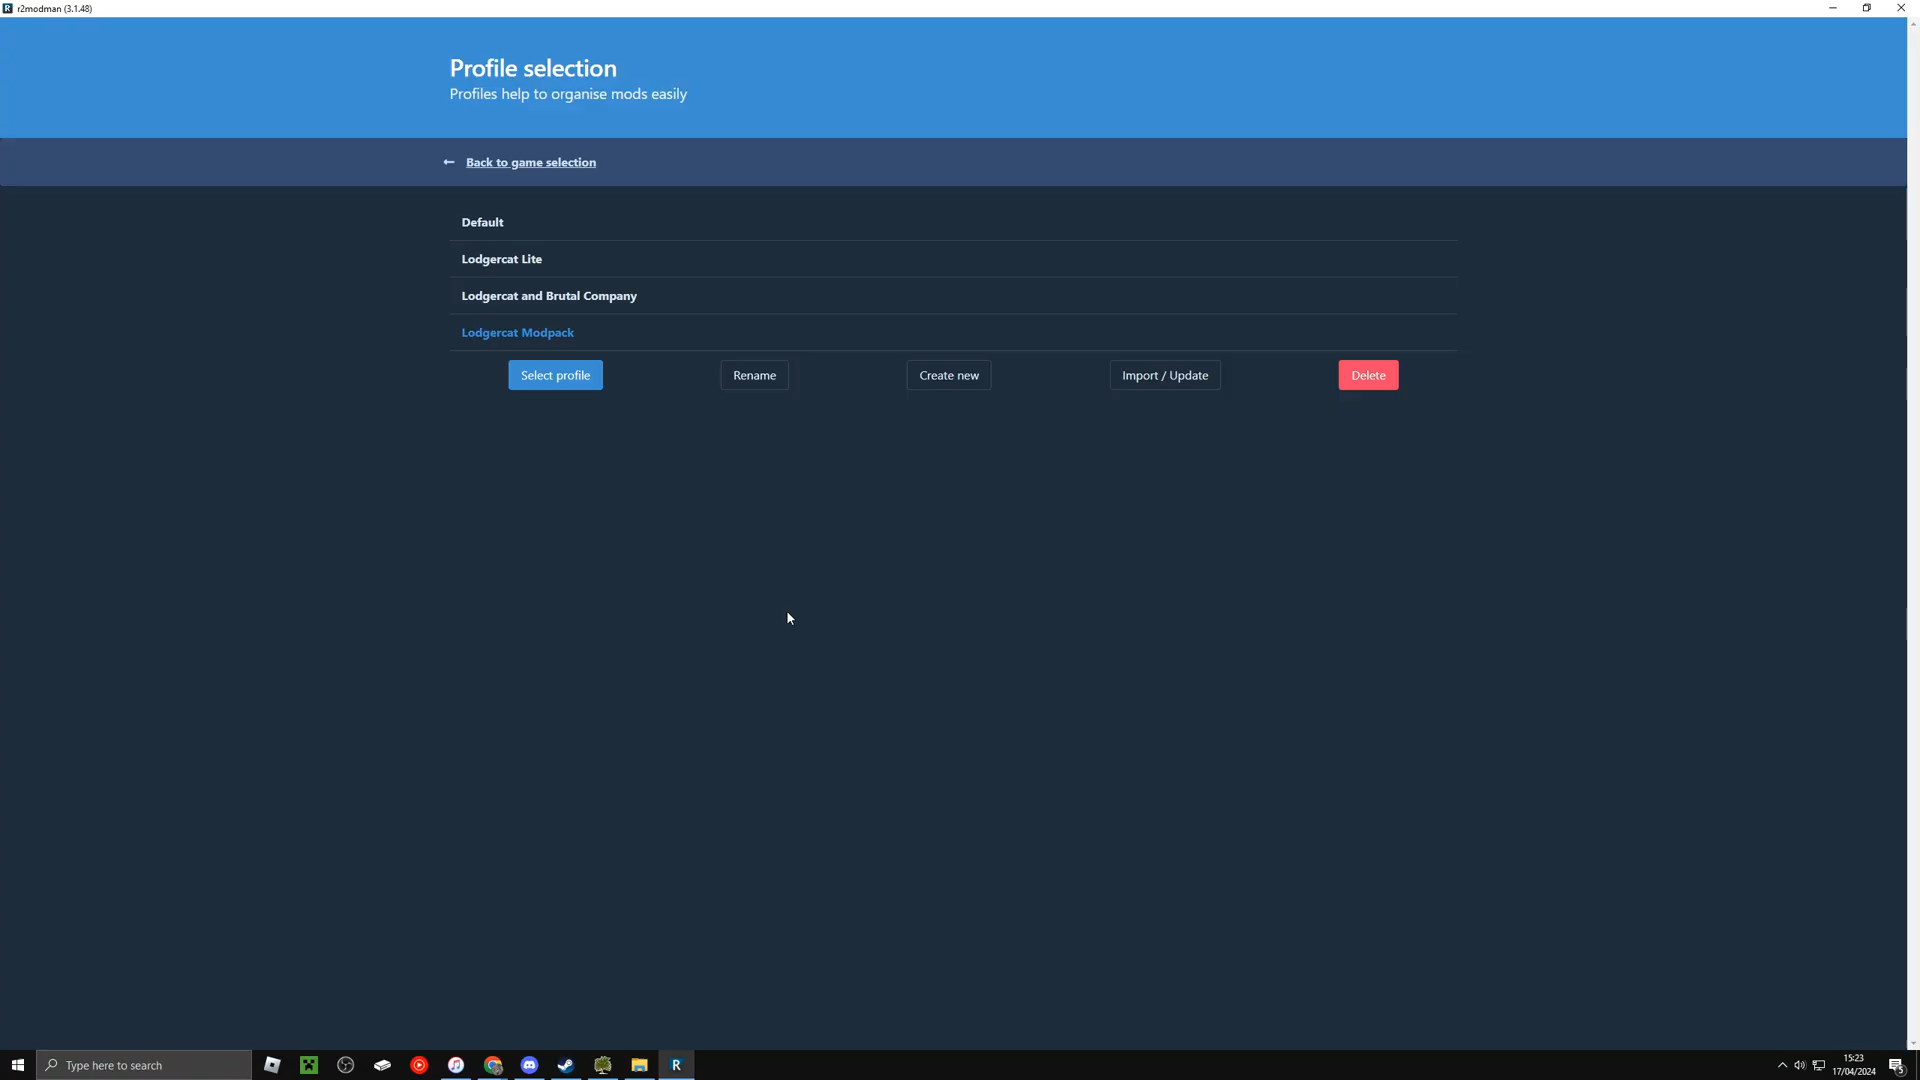 r2modman (3.1.48)
Profile selection
Profiles help to organise mods easily
← Back to game selection
Default
Lodgercat Lite
Lodgercat and Brutal Company
Lodgercat Modpack
Select profile Rename Create new Import / Update Delete
Type here to search
15:23
17/04/2024
5